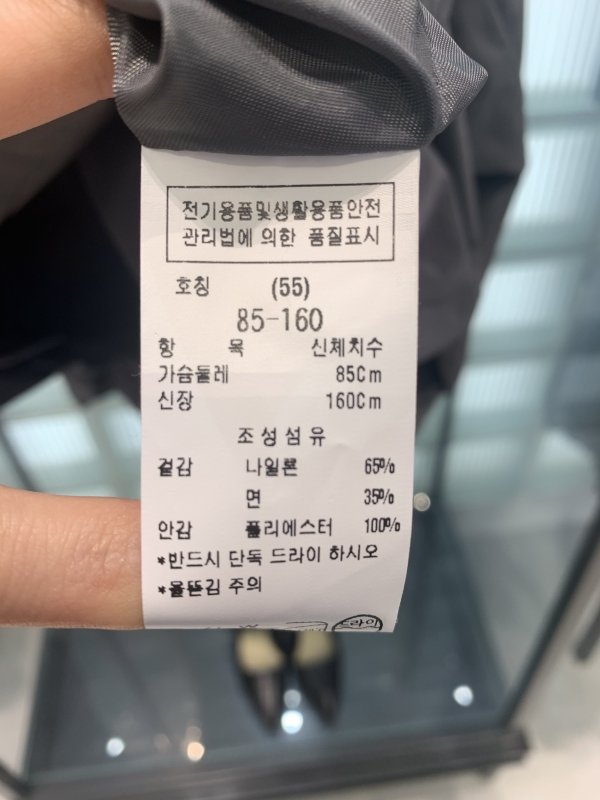 전기용품및생활용품안전
관리법에 의한 품질표시
호칭 (55)
85-160
항 목 신체치수
가슴둘레 85Cm
신장 160Cm
조성섬유
겉감 나일론 65%
면 35%
안감 폴리에스터 100%
*반드시 단독 드라이 하시오
*올뜯김 주의
드라이